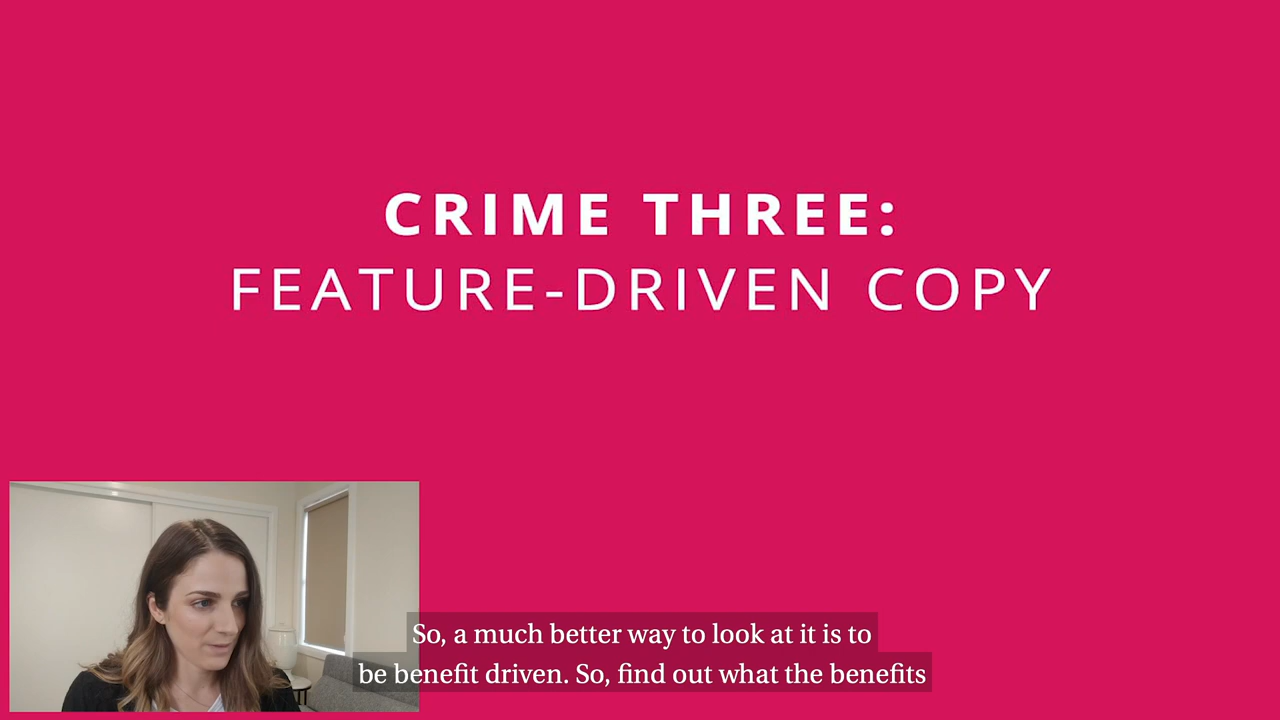 CRIME THREE:
FEATURE-DRIVEN COPY
So, a much better way to look at it is to
be benefit driven. So, find out what the benefits